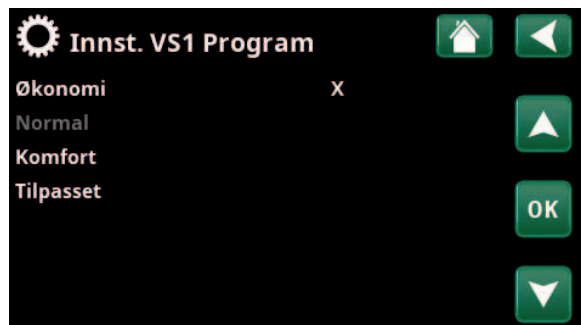 Innst. VS1 Program
Økonomi X
Normal
Komfort
Tilpasset
OK